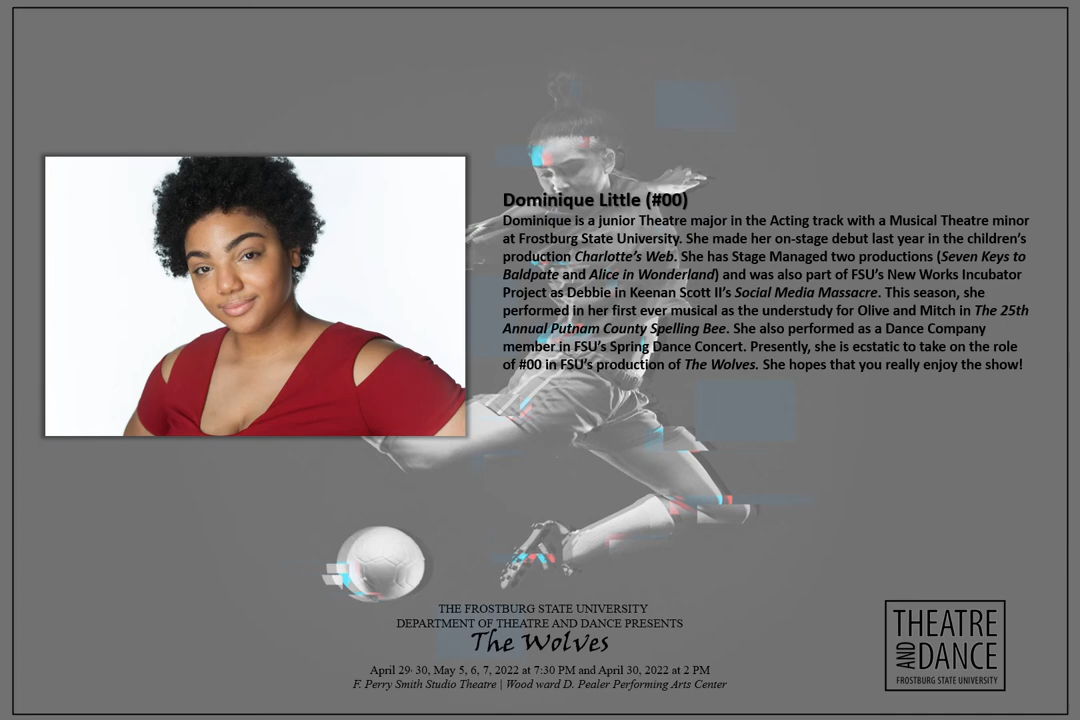 Dominique Little (#00)
Dominique is a junior Theatre major in the Acting track with a Musical Theatre minor
at Frostburg State University. She made her on-stage debut last year in the children's
production Charlotte's Web. She has Stage Managed two productions (Seven Keys to
Baldpate and Alice in Wonderland) and was also part of FSU's New Works Incubator
Project as Debbie in Keenan Scott II's Social Media Massacre. This season, she
performed in her first ever musical as the understudy for Olive and Mitch in The 25th
Annual Putnam County Spelling Bee. She also performed as a Dance Company
member in FSU's Spring Dance Concert. Presently, she is ecstatic to take on the role
of #00 in FSU's production of The Wolves. She hopes that you really enjoy the show!
THE FROSTBURG STATE UNIVERSITY
DEPARTMENT OF THEATRE AND DANCE PRESENTS
The Wolves
April 29-30, May 5, 6, 7, 2022 at 7:30 PM and April 30, 2022 at 2 PM
F. Perry Smith Studio Theatre | Wood ward D. Pealer Performing Arts Center
THEATRE
AND DANCE
FROSTBURG STATE UNIVERSITY